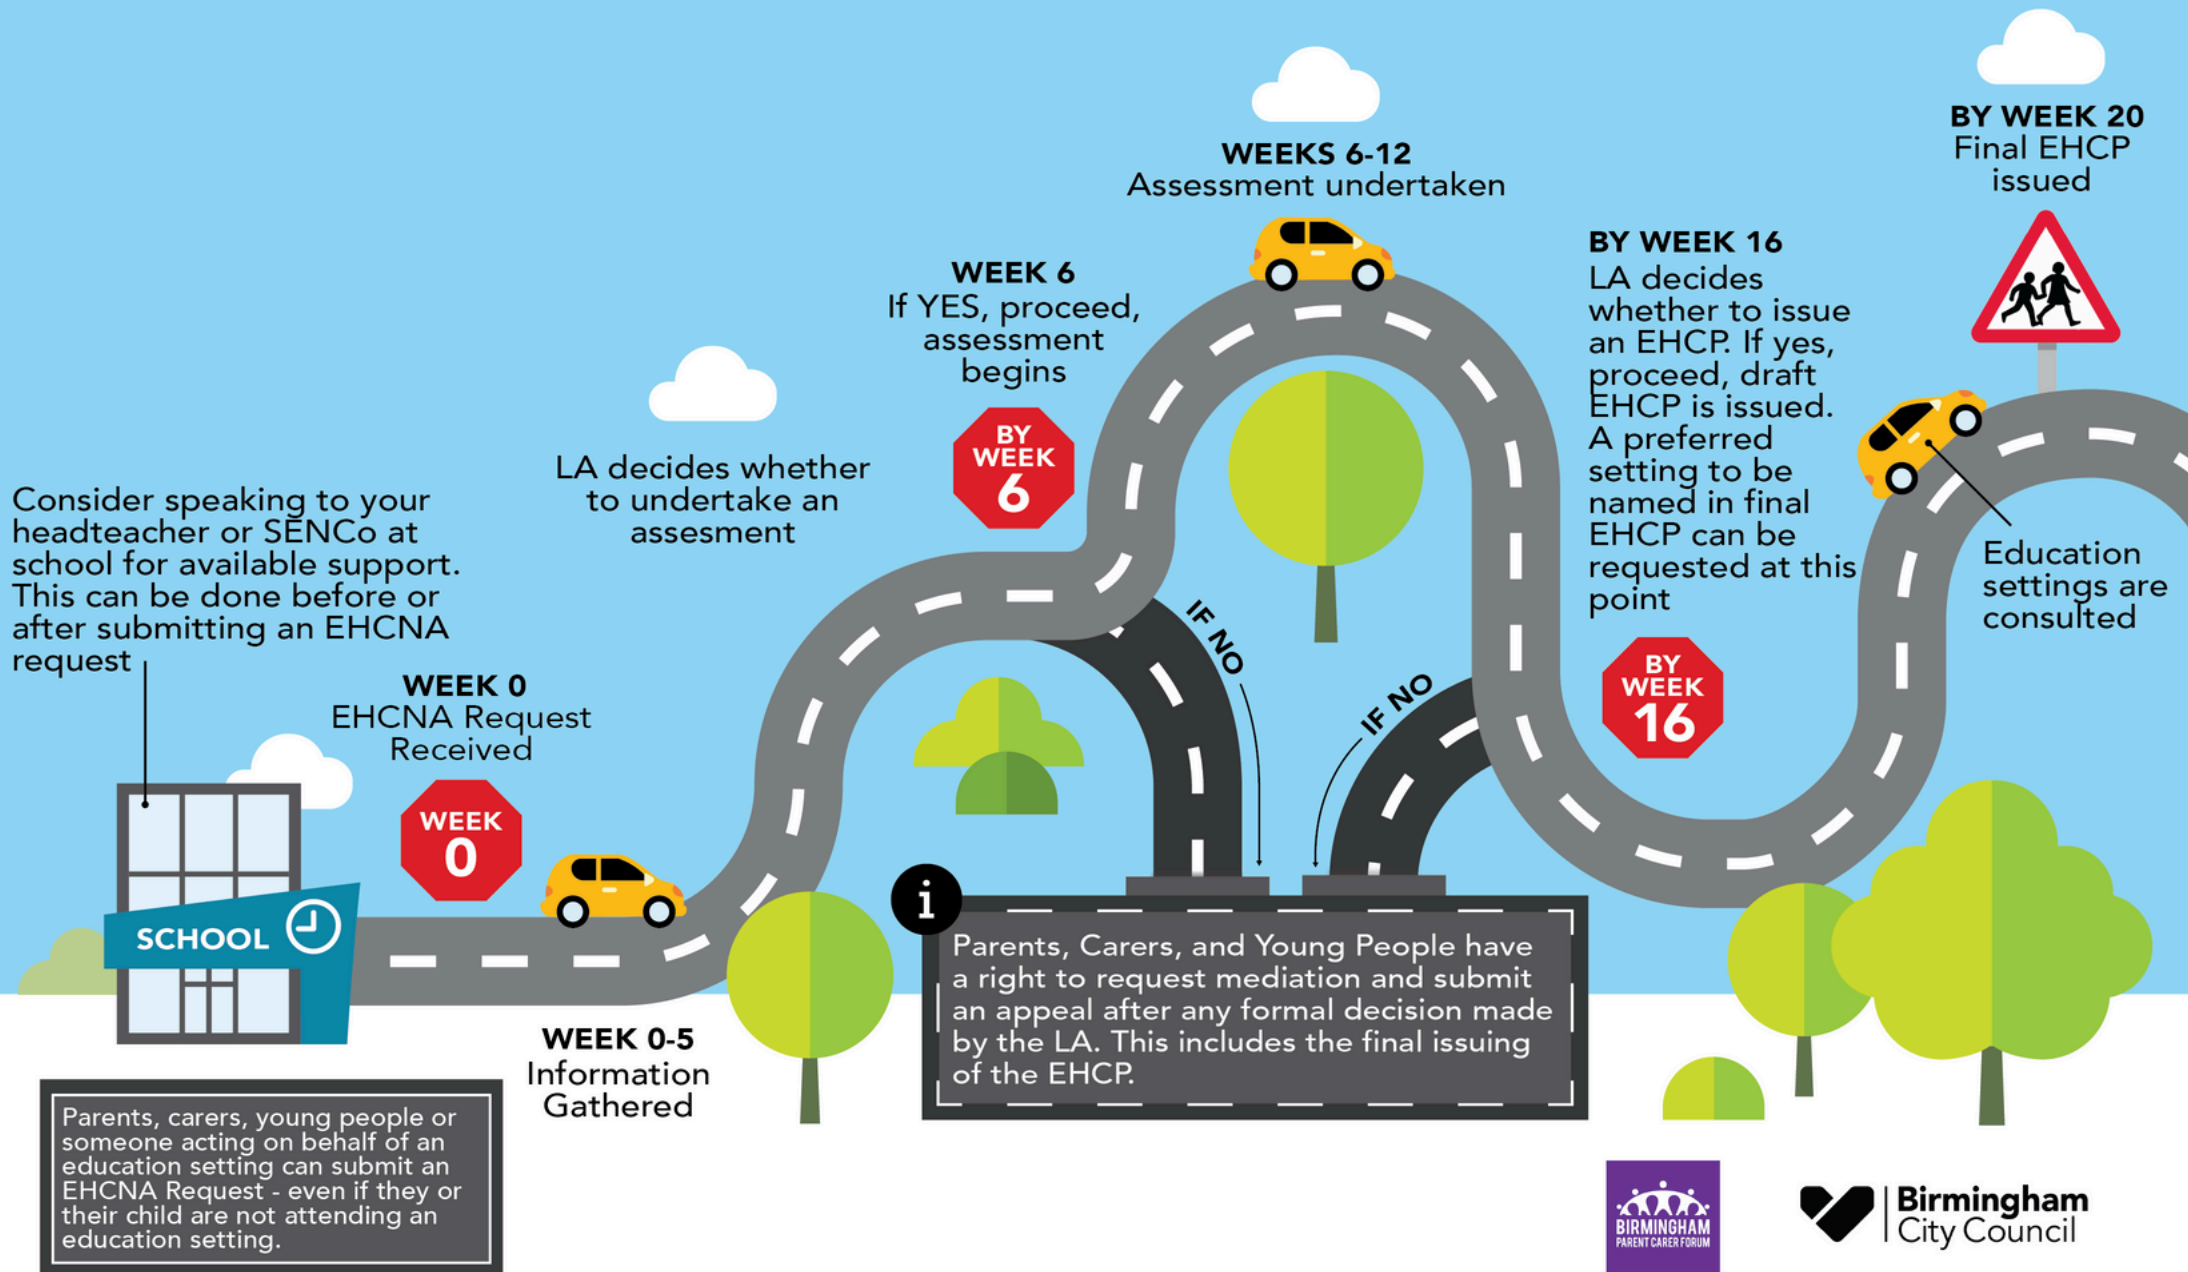 Consider speaking to your
headteacher or SENCo at
school for available support.
This can be done before or
after submitting an EHCNA
request
SCHOOL
Parents, carers, young people or
someone acting on behalf of an
education setting can submit an
EHCNA Request - even if they or
their child are not attending an
education setting.
WEEK 0
EHCNA Request
Received
WEEK
0
WEEK 0-5
Information
Gathered
LA decides whether
to undertake an
assesment
WEEK 6
If YES, proceed,
assessment
begins
BY
WEEK
6
IF NO
WEEKS 6-12
Assessment undertaken
IF NO
i
Parents, Carers, and Young People have
a right to request mediation and submit
an appeal after any formal decision made
by the LA. This includes the final issuing
of the EHCP.
BY WEEK 16
LA decides
whether to issue
an EHCP. If yes,
proceed, draft
EHCP is issued.
A preferred
setting to be
named in final
EHCP can be
requested at this
point
BY
WEEK
16
Education
settings are
consulted
BY WEEK 20
Final EHCP
issued
BIRMINGHAM
PARENT CARER FORUM
Birmingham
City Council